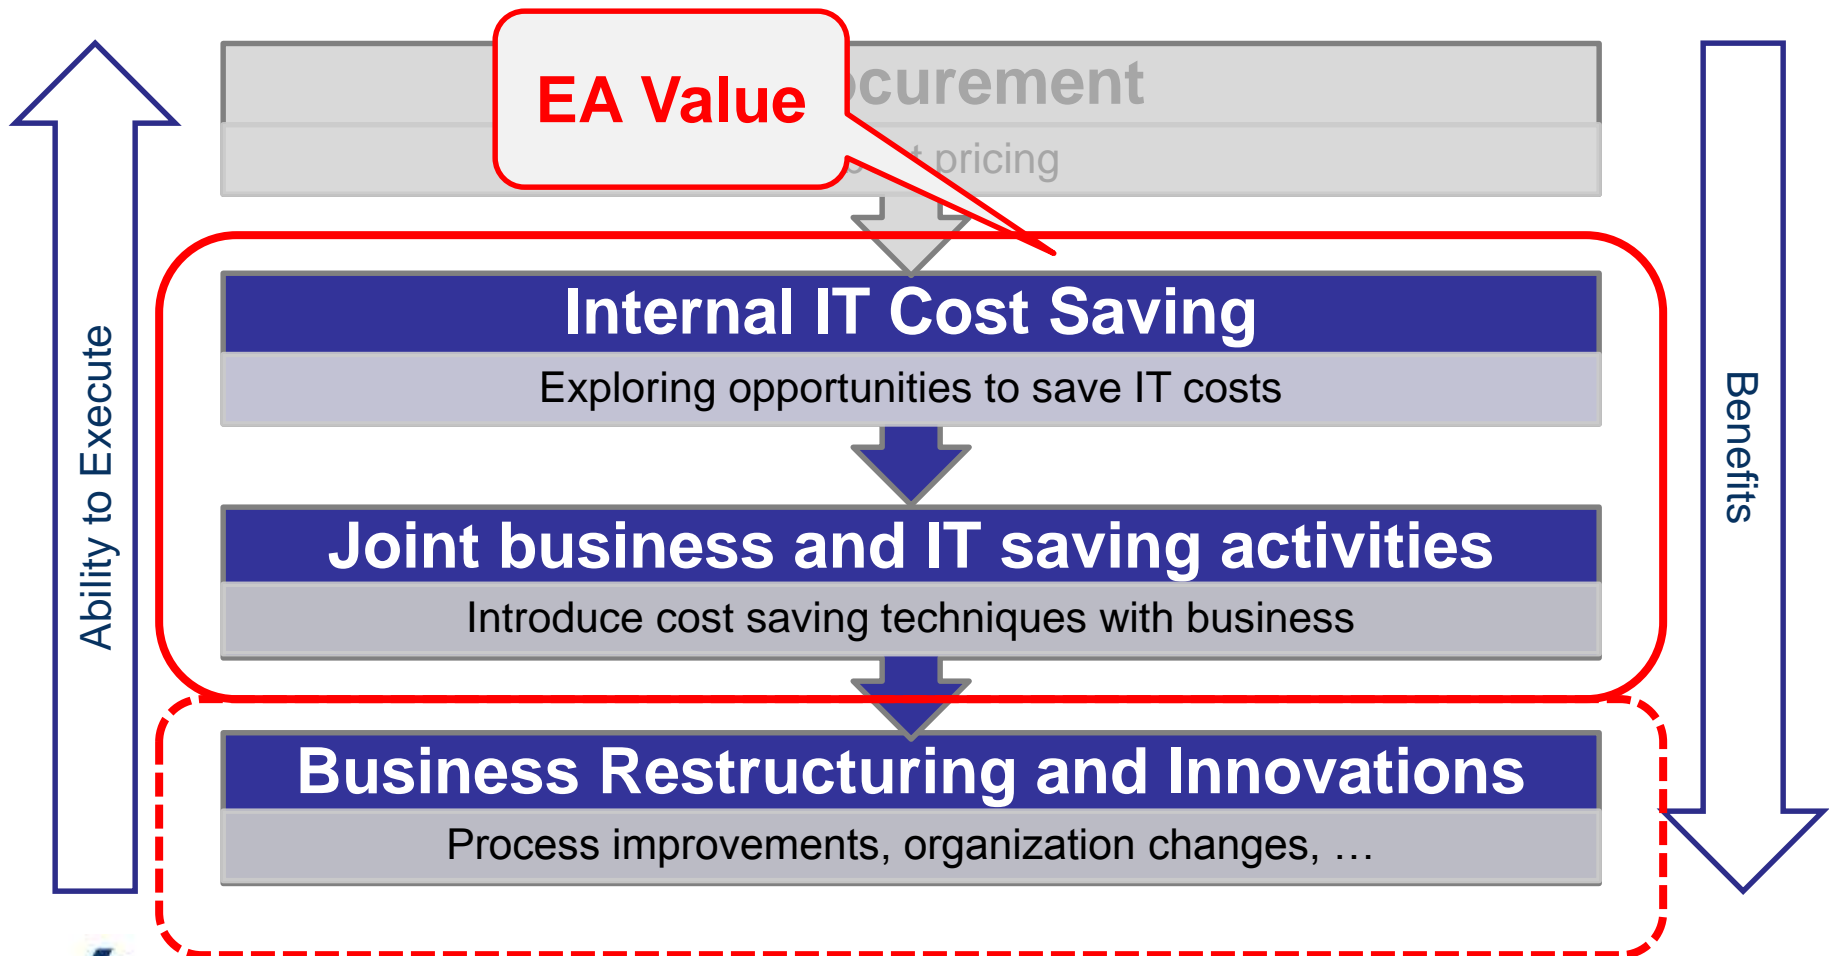 EA Value
pricing
Internal IT Cost Saving
Exploring opportunities to save IT costs
Joint business and IT saving activities
Introduce cost saving techniques with business
Business Restructuring and Innovations
Process improvements, organization changes, …
Ability to Execute
Benefits